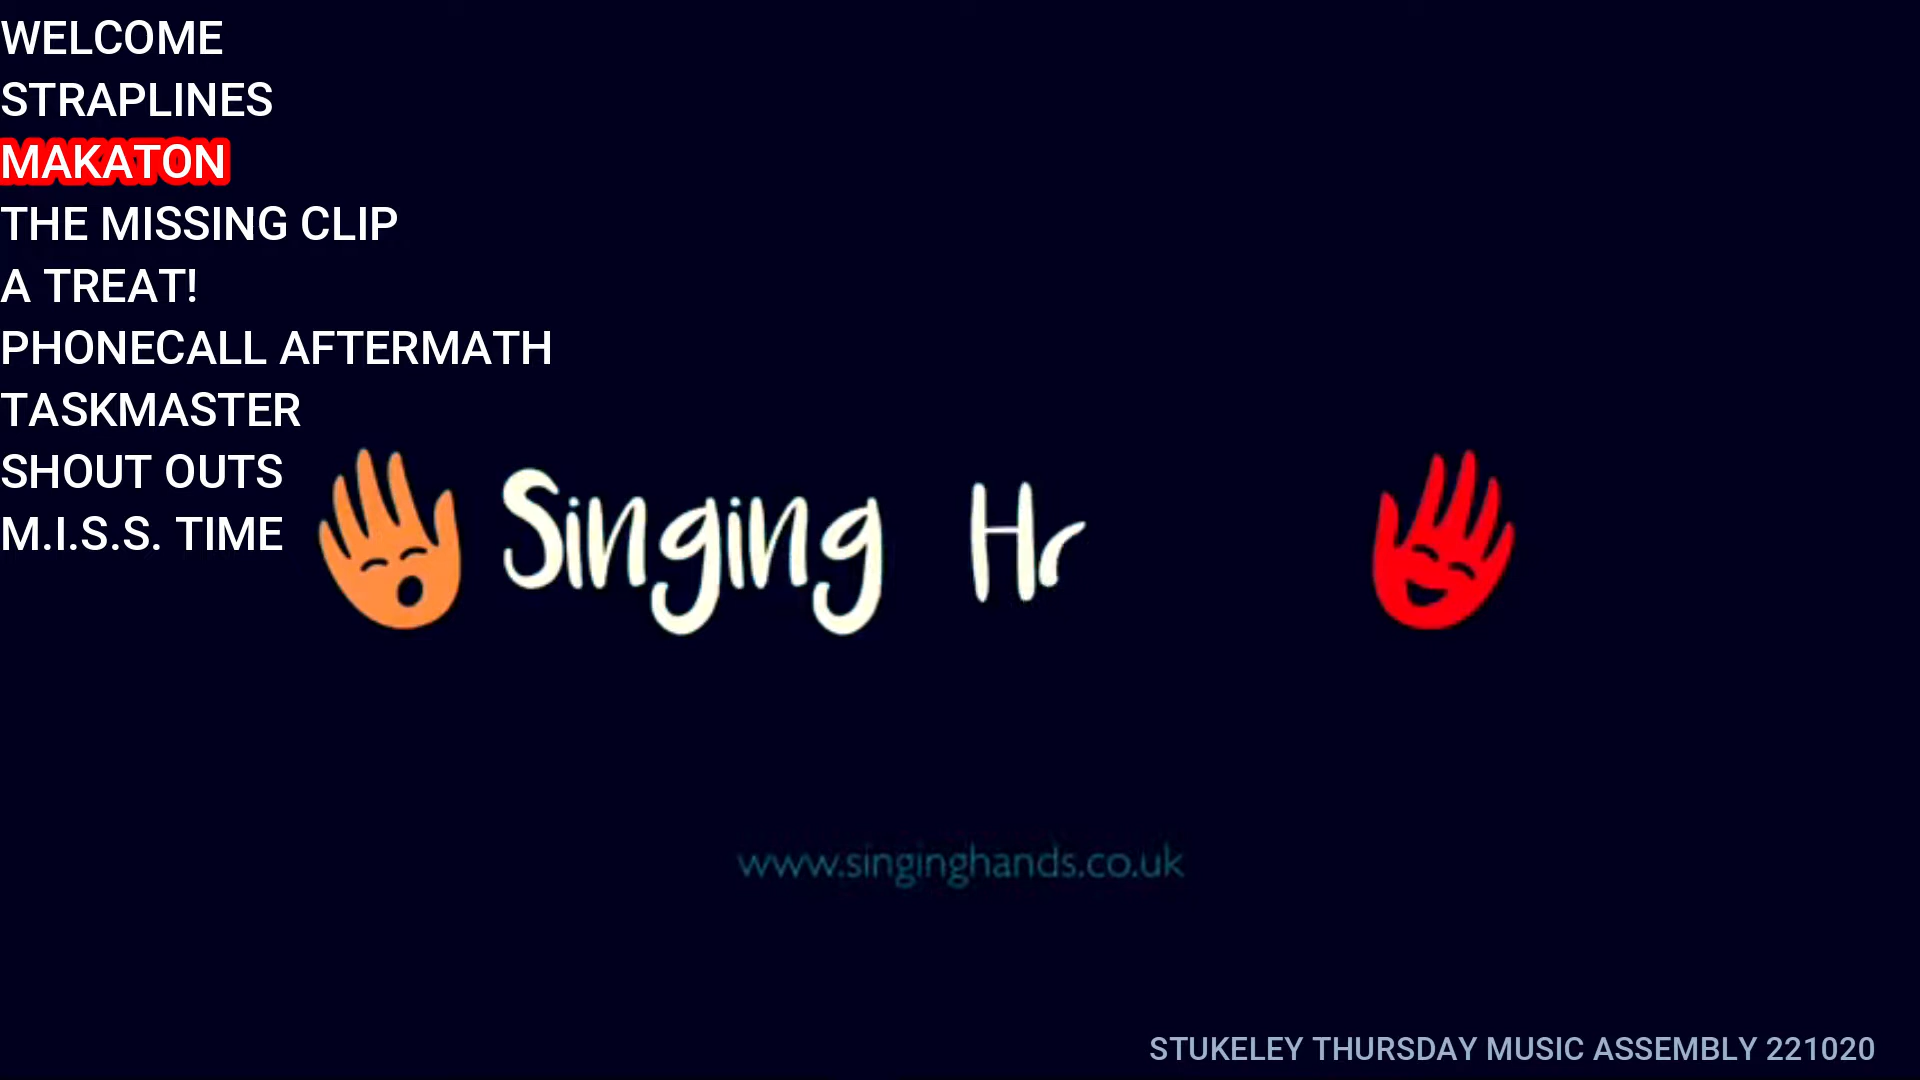 WELCOME
STRAPLINES
MAKATON
THE MISSING CLIP
A TREAT!
PHONECALL AFTERMATH
TASKMASTER
SHOUT OUTS
M.I.S.S. TIME
Singing H
www.singinghands.co.uk
STUKELEY THURSDAY MUSIC ASSEMBLY 221020